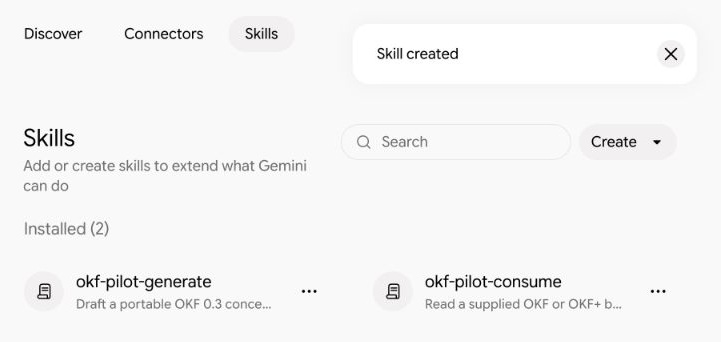 Discover Connectors Skills
Skill created
Skills
Search
Create
Add or create skills to extend what Gemini
can do
Installed (2)
okf-pilot-generate
Draft a portable OKF 0.3 conce...
okf-pilot-consume
Read a supplied OKF or OKF+ b...